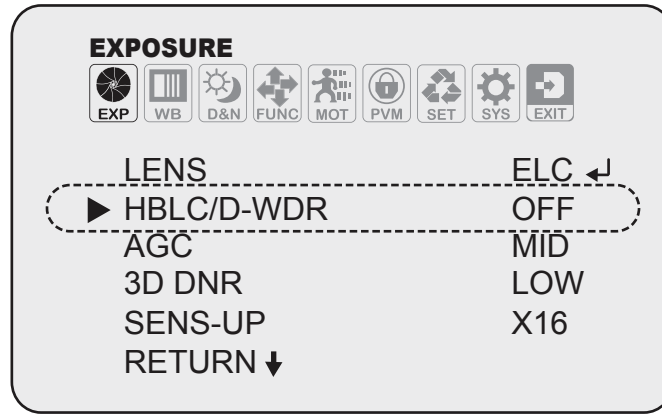 EXPOSURE
EXP WB D&N FUNC MOT PVM SET SYS EXIT
LENS ELC ↲
▶ HBLC/D-WDR OFF
AGC MID
3D DNR LOW
SENS-UP X16
RETURN ⬇